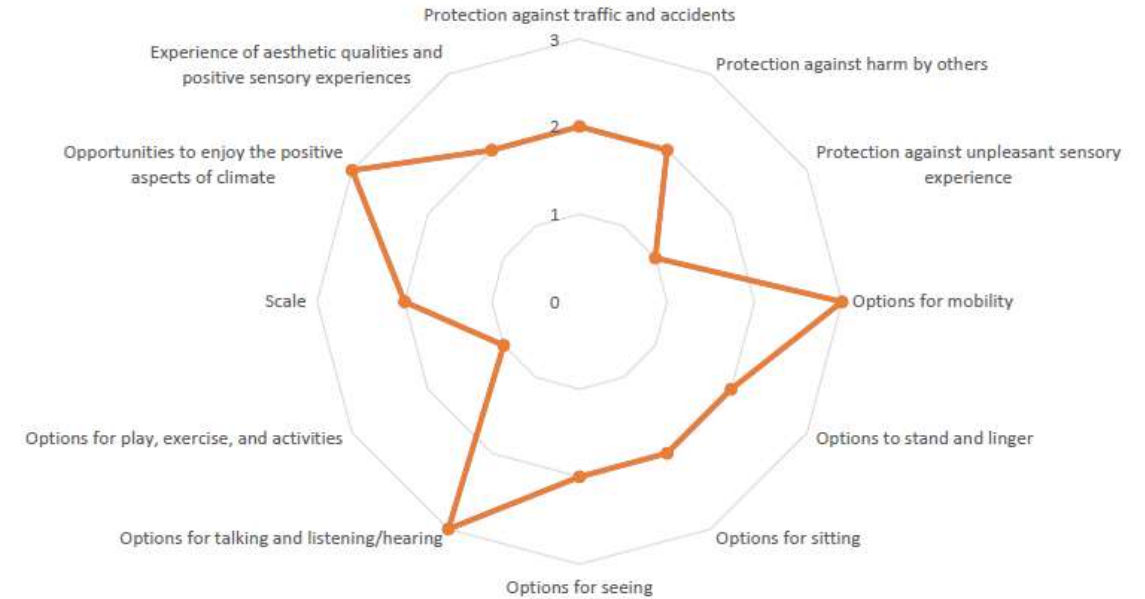 Protection against traffic and accidents
3
Experience of aesthetic qualities and
positive sensory experiences
Protection against harm by others
2
Opportunities to enjoy the positive
aspects of climate
Protection against unpleasant sensory
experience
1
Scale
0
Options for mobility
Options for play, exercise, and activities
Options to stand and linger
Options for talking and listening/hearing
Options for sitting
Options for seeing